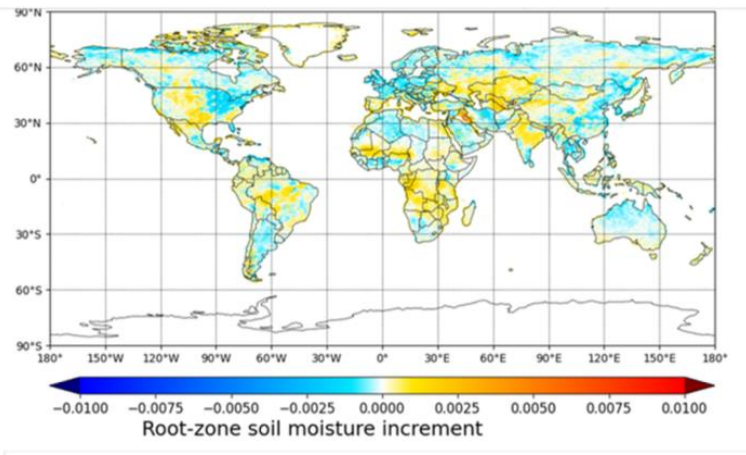 90°N
60°N
30°N
0°
30°S
60°S
90°S
180° 150°W 120°W 90°W 60°W 30°W 0° 30°E 60°E 90°E 120°E 150°E 180°
−0.0100 −0.0075 −0.0050 −0.0025 0.0000 0.0025 0.0050 0.0075 0.0100
Root-zone soil moisture increment